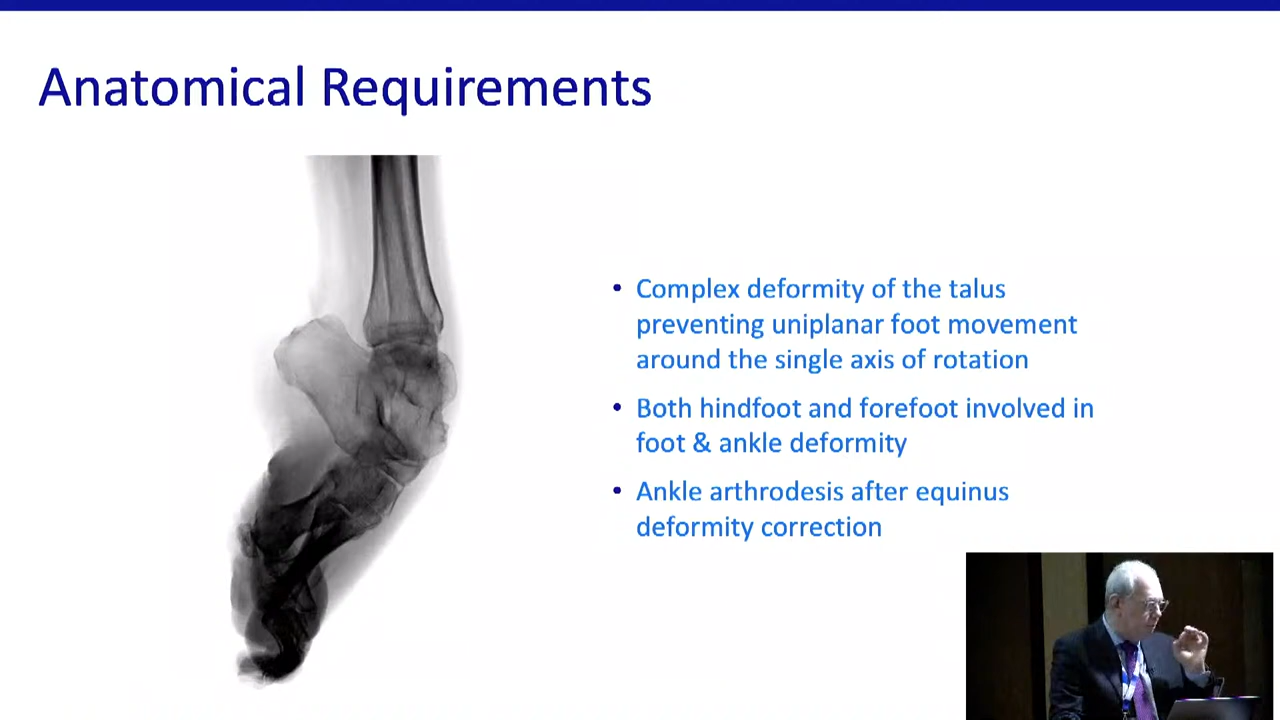 Anatomical Requirements
• Complex deformity of the talus
preventing uniplanar foot movement
around the single axis of rotation
• Both hindfoot and forefoot involved in
foot & ankle deformity
• Ankle arthrodesis after equinus
deformity correction